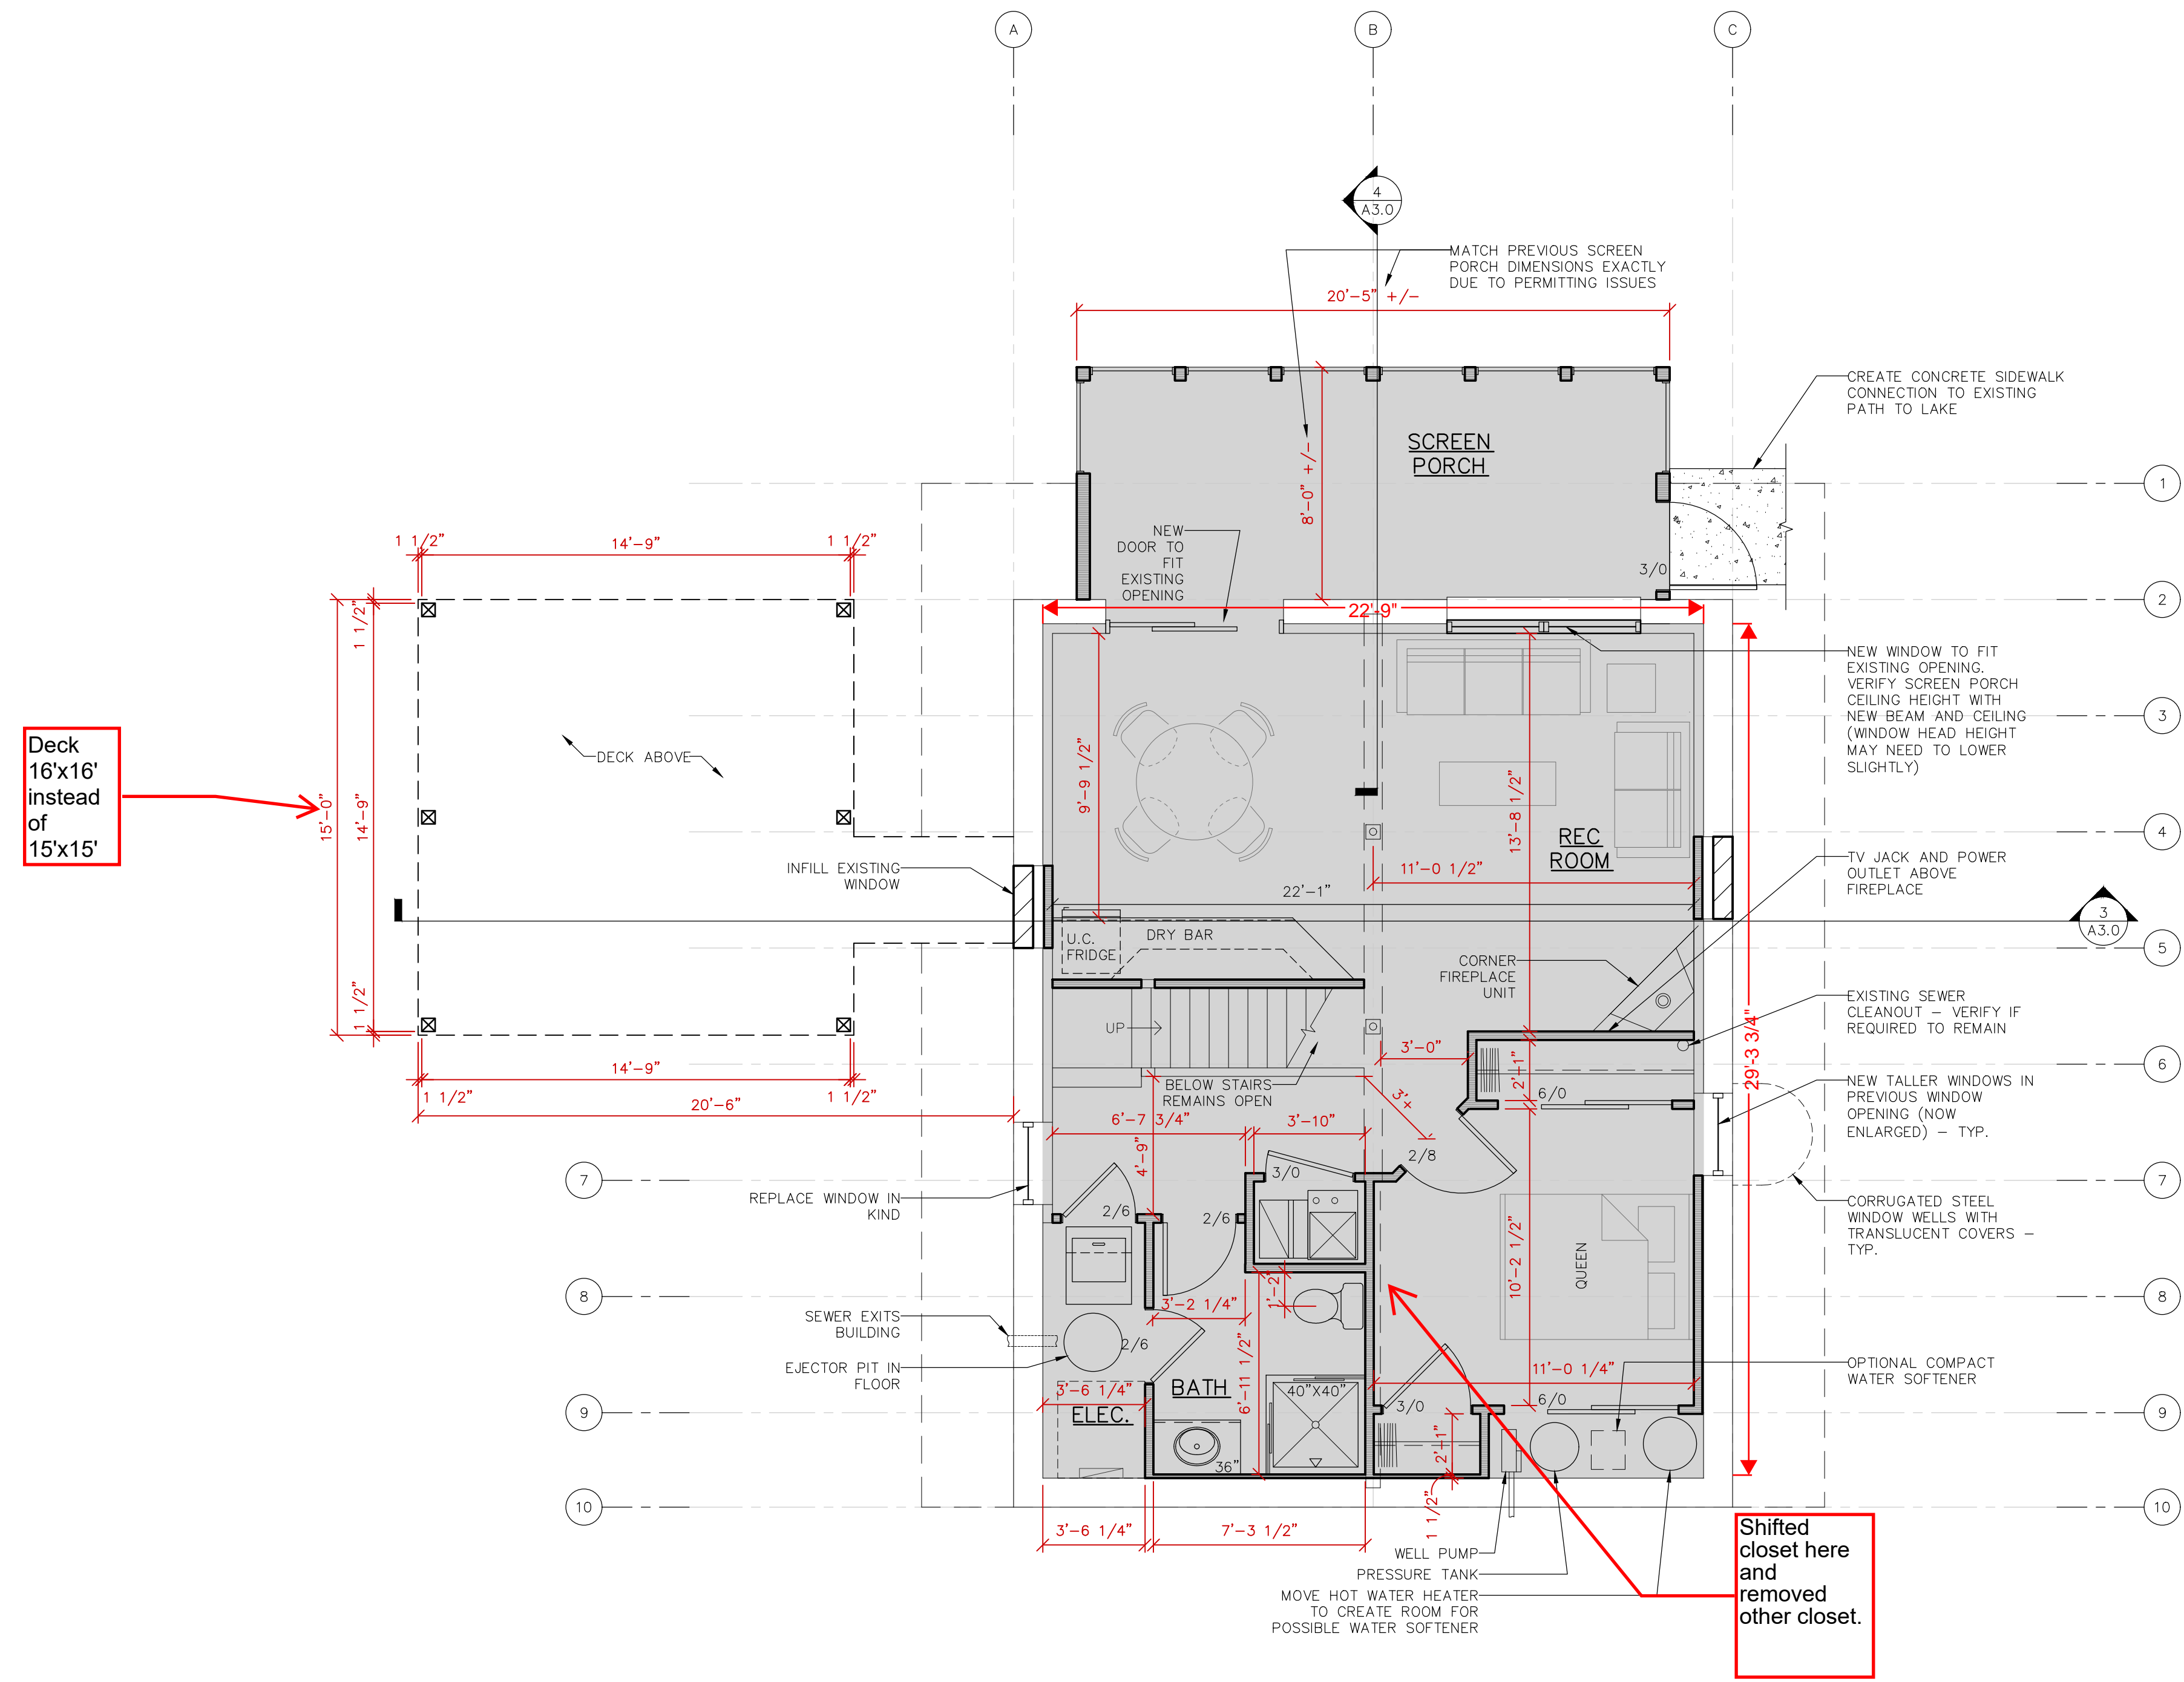 A
B
C
4
A3.0
MATCH PREVIOUS SCREEN
PORCH DIMENSIONS EXACTLY
DUE TO PERMITTING ISSUES
20'-5" +/-
CREATE CONCRETE SIDEWALK
CONNECTION TO EXISTING
PATH TO LAKE
SCREEN
PORCH
8'-0" +/-
1
NEW
DOOR TO
FIT
EXISTING
OPENING
3/0
1 1/2"
14'-9"
1 1/2"
2
22'-9"
1 1/2"
NEW WINDOW TO FIT
EXISTING OPENING.
VERIFY SCREEN PORCH
CEILING HEIGHT WITH
NEW BEAM AND CEILING
(WINDOW HEAD HEIGHT
MAY NEED TO LOWER
SLIGHTLY)
3
Deck
16'x16'
instead
of
15'x15'
DECK ABOVE
15'-0"
14'-9"
9'-9 1/2"
13'-8 1/2"
REC
ROOM
4
INFILL EXISTING
WINDOW
11'-0 1/2"
22'-1"
TV JACK AND POWER
OUTLET ABOVE
FIREPLACE
3
A3.0
U.C.
FRIDGE
DRY BAR
5
CORNER
FIREPLACE
UNIT
1 1/2"
UP
EXISTING SEWER
CLEANOUT – VERIFY IF
REQUIRED TO REMAIN
29'-3 3/4"
3'-0"
6
14'-9"
1 1/2"
1 1/2"
20'-6"
BELOW STAIRS
REMAINS OPEN
2'-1"
6/0
3'+
NEW TALLER WINDOWS IN
PREVIOUS WINDOW
OPENING (NOW
ENLARGED) – TYP.
6'-7 3/4"
3'-10"
4'-9"
2/8
3/0
7
7
REPLACE WINDOW IN
KIND
2/6
2/6
CORRUGATED STEEL
WINDOW WELLS WITH
TRANSLUCENT COVERS –
TYP.
10'-2 1/2"
QUEEN
8
8
1'-2"
3'-2 1/4"
SEWER EXITS
BUILDING
2/6
EJECTOR PIT IN
FLOOR
6'-11 1/2"
11'-0 1/4"
OPTIONAL COMPACT
WATER SOFTENER
3'-6 1/4"
BATH
40"X40"
3/0
6/0
9
9
ELEC.
36"
2'-1"
10
10
1 1/2"
3'-6 1/4"
7'-3 1/2"
WELL PUMP
PRESSURE TANK
MOVE HOT WATER HEATER
TO CREATE ROOM FOR
POSSIBLE WATER SOFTENER
Shifted
closet here
and
removed
other closet.